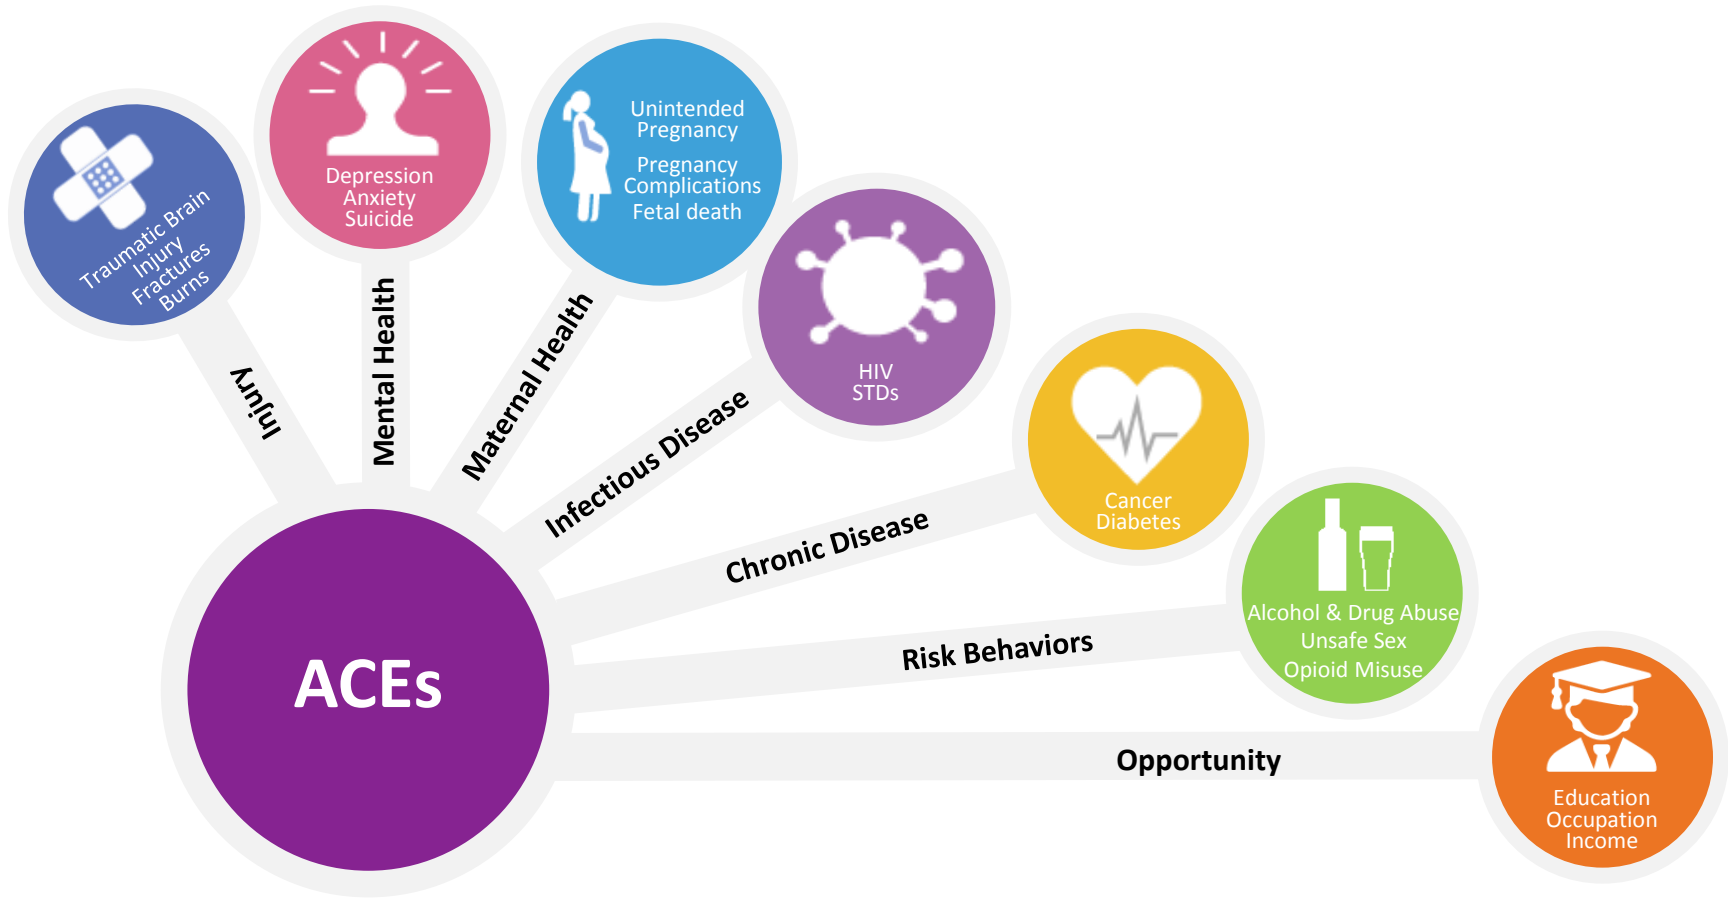 Traumatic Brain
Injury
Fractures
Burns
Injury
Depression
Anxiety
Suicide
Mental Health
Unintended
Pregnancy
Pregnancy
Complications
Fetal death
Maternal Health
HIV
STDs
Infectious Disease
Cancer
Diabetes
Chronic Disease
Alcohol & Drug Abuse
Unsafe Sex
Opioid Misuse
Risk Behaviors
Education
Occupation
Income
Opportunity
ACEs